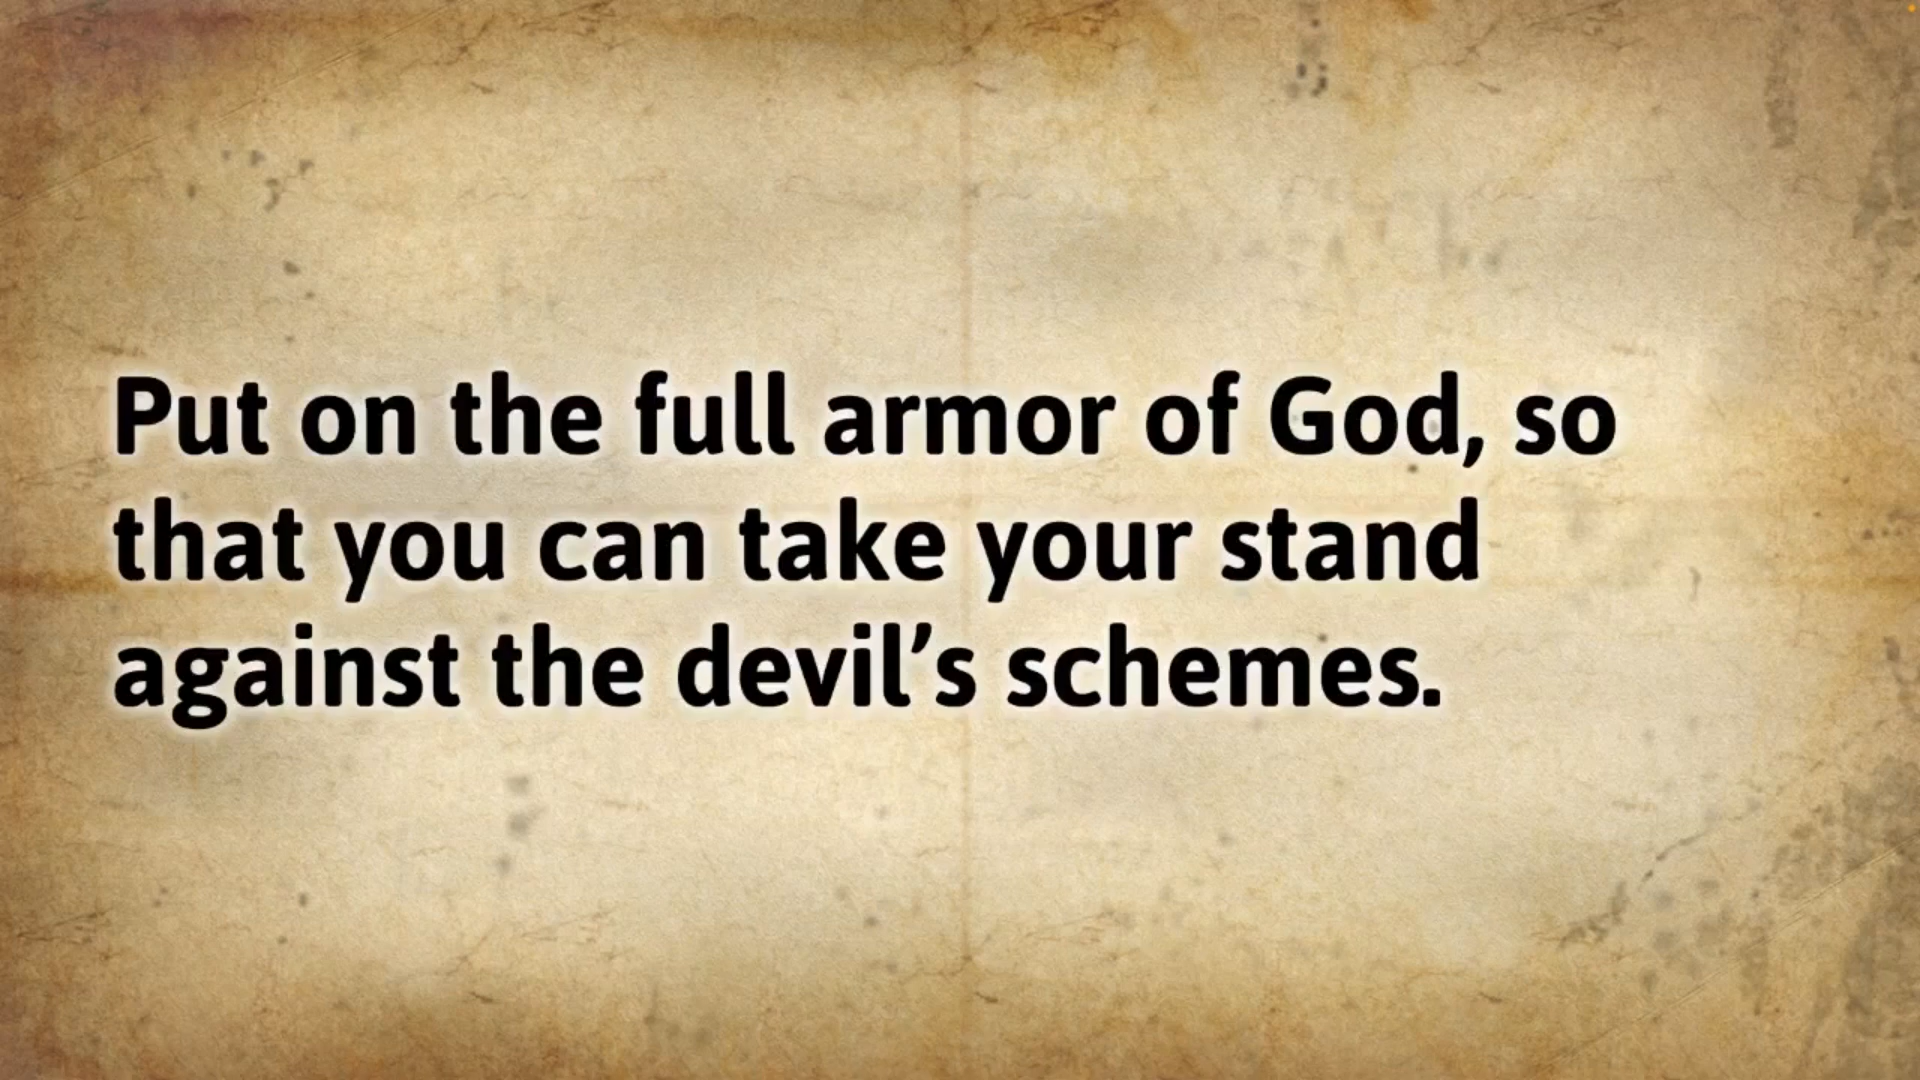 Put on the full armor of God, so
that you can take your stand
against the devil’s schemes.